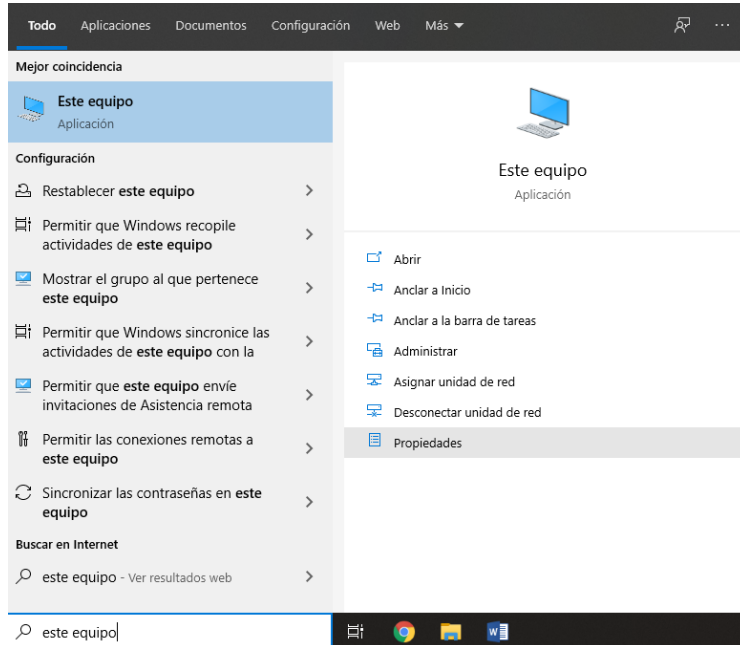 Todo Aplicaciones Documentos Configuración Web Más
Mejor coincidencia
Este equipo
Aplicación
Configuración
Restablecer este equipo
Permitir que Windows recopile
actividades de este equipo
Mostrar el grupo al que pertenece
este equipo
Permitir que Windows sincronice las
actividades de este equipo con la
Permitir que este equipo envíe
invitaciones de Asistencia remota
Permitir las conexiones remotas a
este equipo
Sincronizar las contraseñas en este
equipo
Buscar en Internet
este equipo - Ver resultados web
este equipo
Este equipo
Aplicación
Abrir
Anclar a Inicio
Anclar a la barra de tareas
Administrar
Asignar unidad de red
Desconectar unidad de red
Propiedades
W